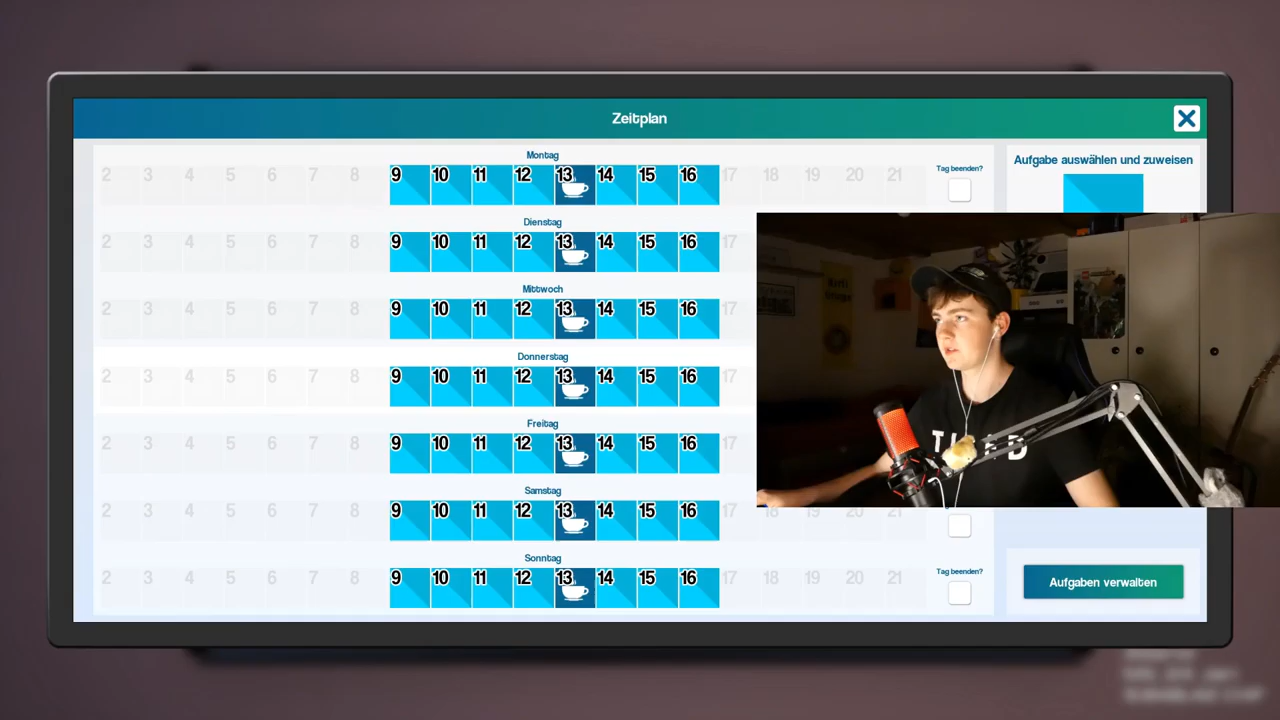 Zeitplan
Aufgabe auswählen und zuweisen
Montag
Tag beenden?
2 3 4 5 6 7 8 9 10 11 12 13 14 15 16 17 18 19 20 21
Dienstag
2 3 4 5 6 7 8 9 10 11 12 13 14 15 16 17
Mittwoch
2 3 4 5 6 7 8 9 10 11 12 13 14 15 16 17
Donnerstag
2 3 4 5 6 7 8 9 10 11 12 13 14 15 16 17
Freitag
2 3 4 5 6 7 8 9 10 11 12 13 14 15 16 17
Samstag
2 3 4 5 6 7 8 9 10 11 12 13 14 15 16 17 18 19 20 21
Sonntag
Tag beenden?
2 3 4 5 6 7 8 9 10 11 12 13 14 15 16 17 18 19 20 21
Aufgaben verwalten